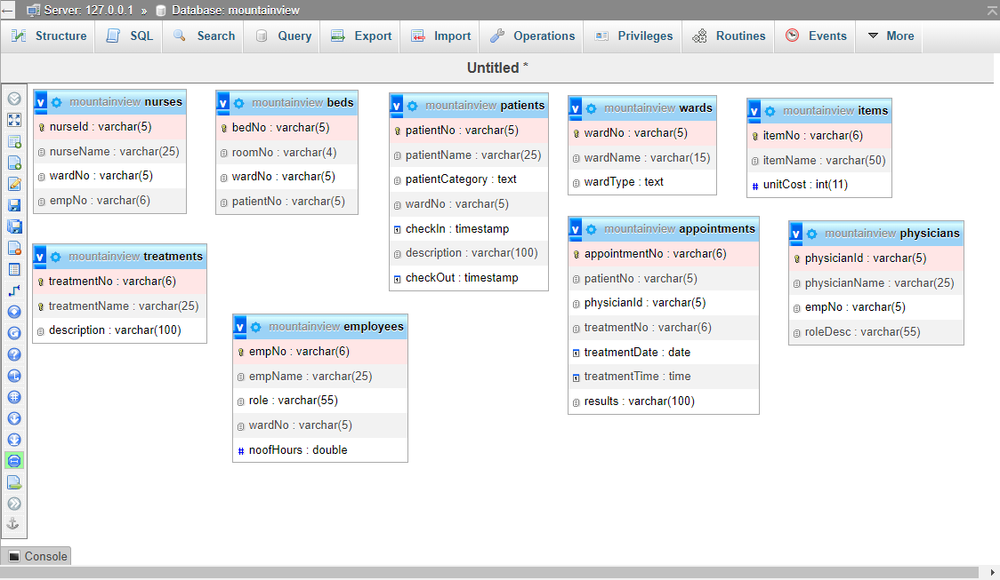 Server: 127.0.0.1 » Database: mountainview
Structure SQL Search Query Export Import Operations Privileges Routines Events More
Untitled *
mountainview nurses
nurseId : varchar(5)
nurseName : varchar(25)
wardNo : varchar(5)
empNo : varchar(6)
mountainview beds
bedNo : varchar(5)
roomNo : varchar(4)
wardNo : varchar(5)
patientNo : varchar(5)
mountainview patients
patientNo : varchar(5)
patientName : varchar(25)
patientCategory : text
wardNo : varchar(5)
checkIn : timestamp
description : varchar(100)
checkOut : timestamp
mountainview wards
wardNo : varchar(5)
wardName : varchar(15)
wardType : text
mountainview items
itemNo : varchar(6)
itemName : varchar(50)
# unitCost : int(11)
mountainview treatments
treatmentNo : varchar(6)
treatmentName : varchar(25)
description : varchar(100)
mountainview employees
empNo : varchar(6)
empName : varchar(25)
role : varchar(55)
wardNo : varchar(5)
# noofHours : double
mountainview appointments
appointmentNo : varchar(6)
patientNo : varchar(5)
physicianId : varchar(5)
treatmentNo : varchar(6)
treatmentDate : date
treatmentTime : time
results : varchar(100)
mountainview physicians
physicianId : varchar(5)
physicianName : varchar(25)
empNo : varchar(5)
roleDesc : varchar(55)
Console